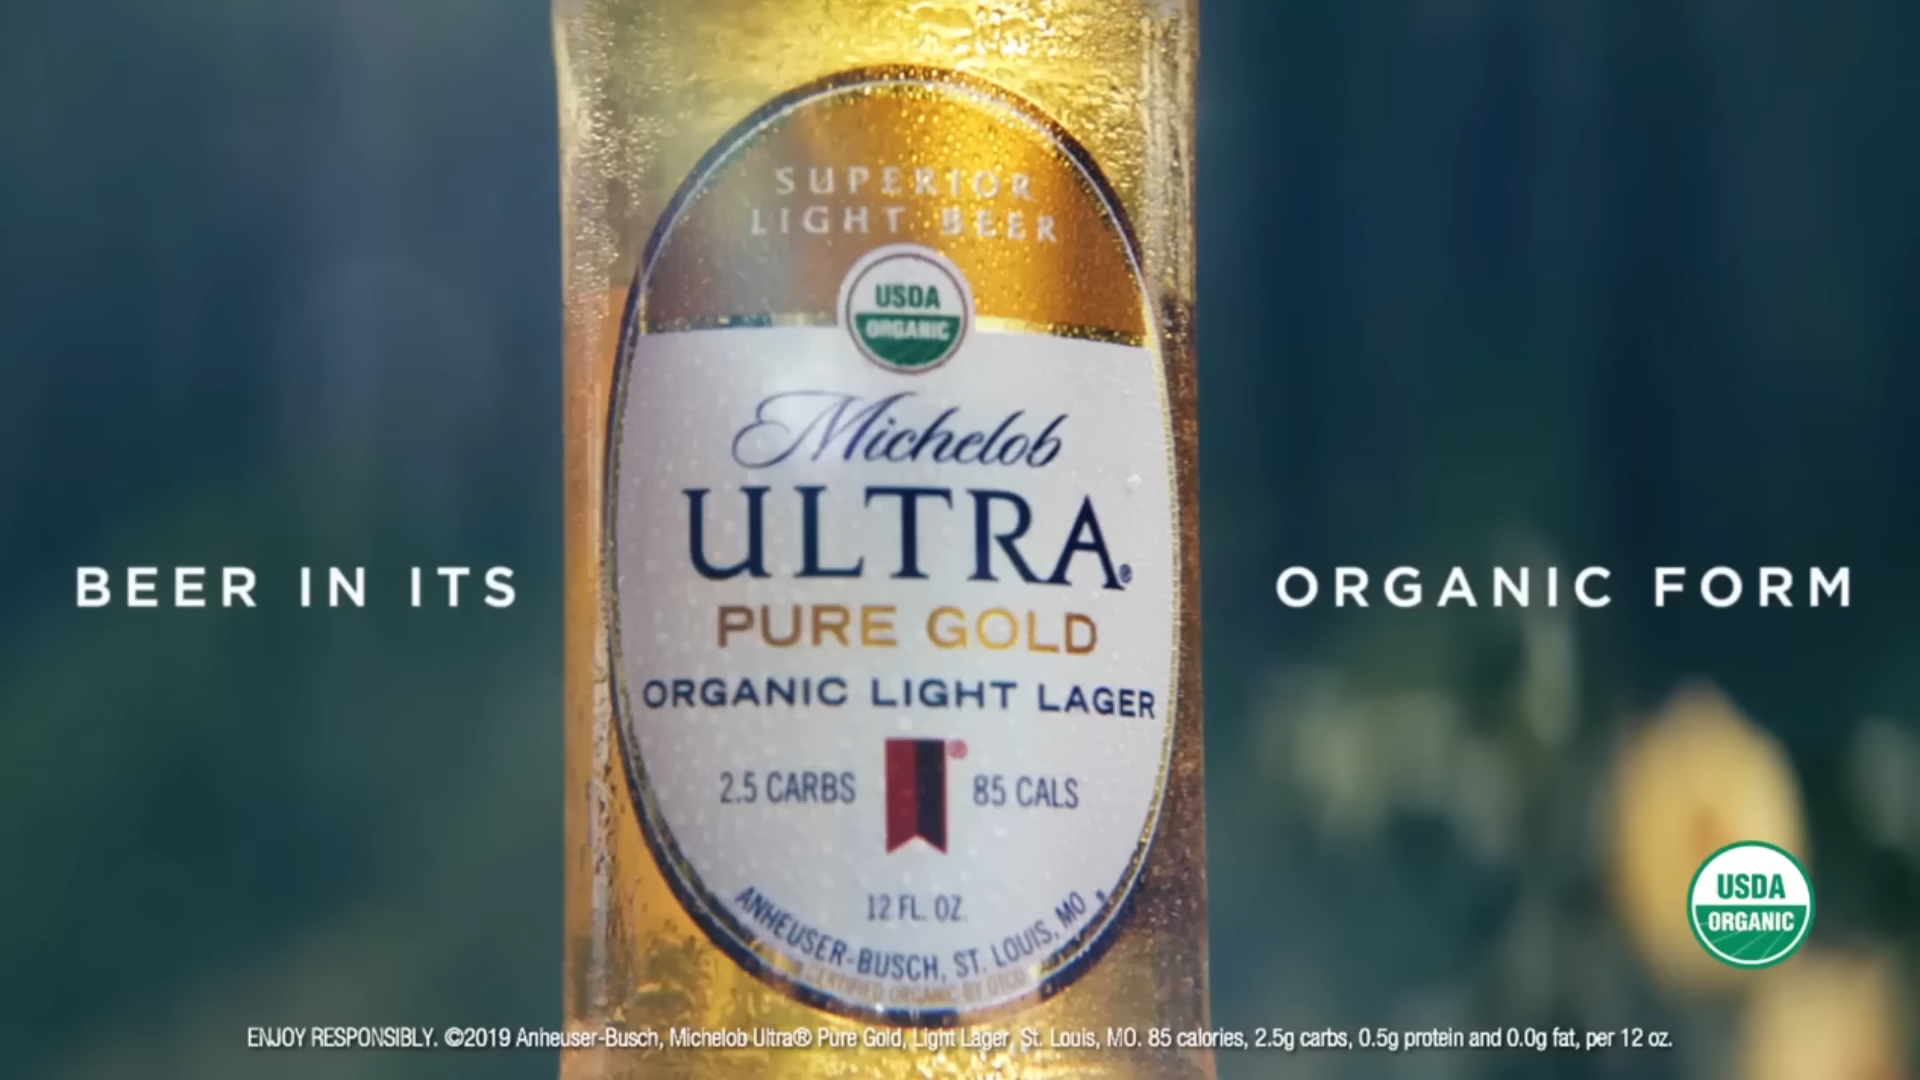 SUPERIOR
LIGHT BEER
USDA
ORGANIC
Michelob
ULTRA®
PURE GOLD
ORGANIC LIGHT LAGER
®
2.5 CARBS 85 CALS
12 FL. OZ.
ANHEUSER-BUSCH, ST. LOUIS, MO
CERTIFIED ORGANIC BY
BEER IN ITS ORGANIC FORM
USDA
ORGANIC
ENJOY RESPONSIBLY. ©2019 Anheuser-Busch, Michelob Ultra® Pure Gold, Light Lager, St. Louis, MO. 85 calories, 2.5g carbs, 0.5g protein and 0.0g fat, per 12 oz.